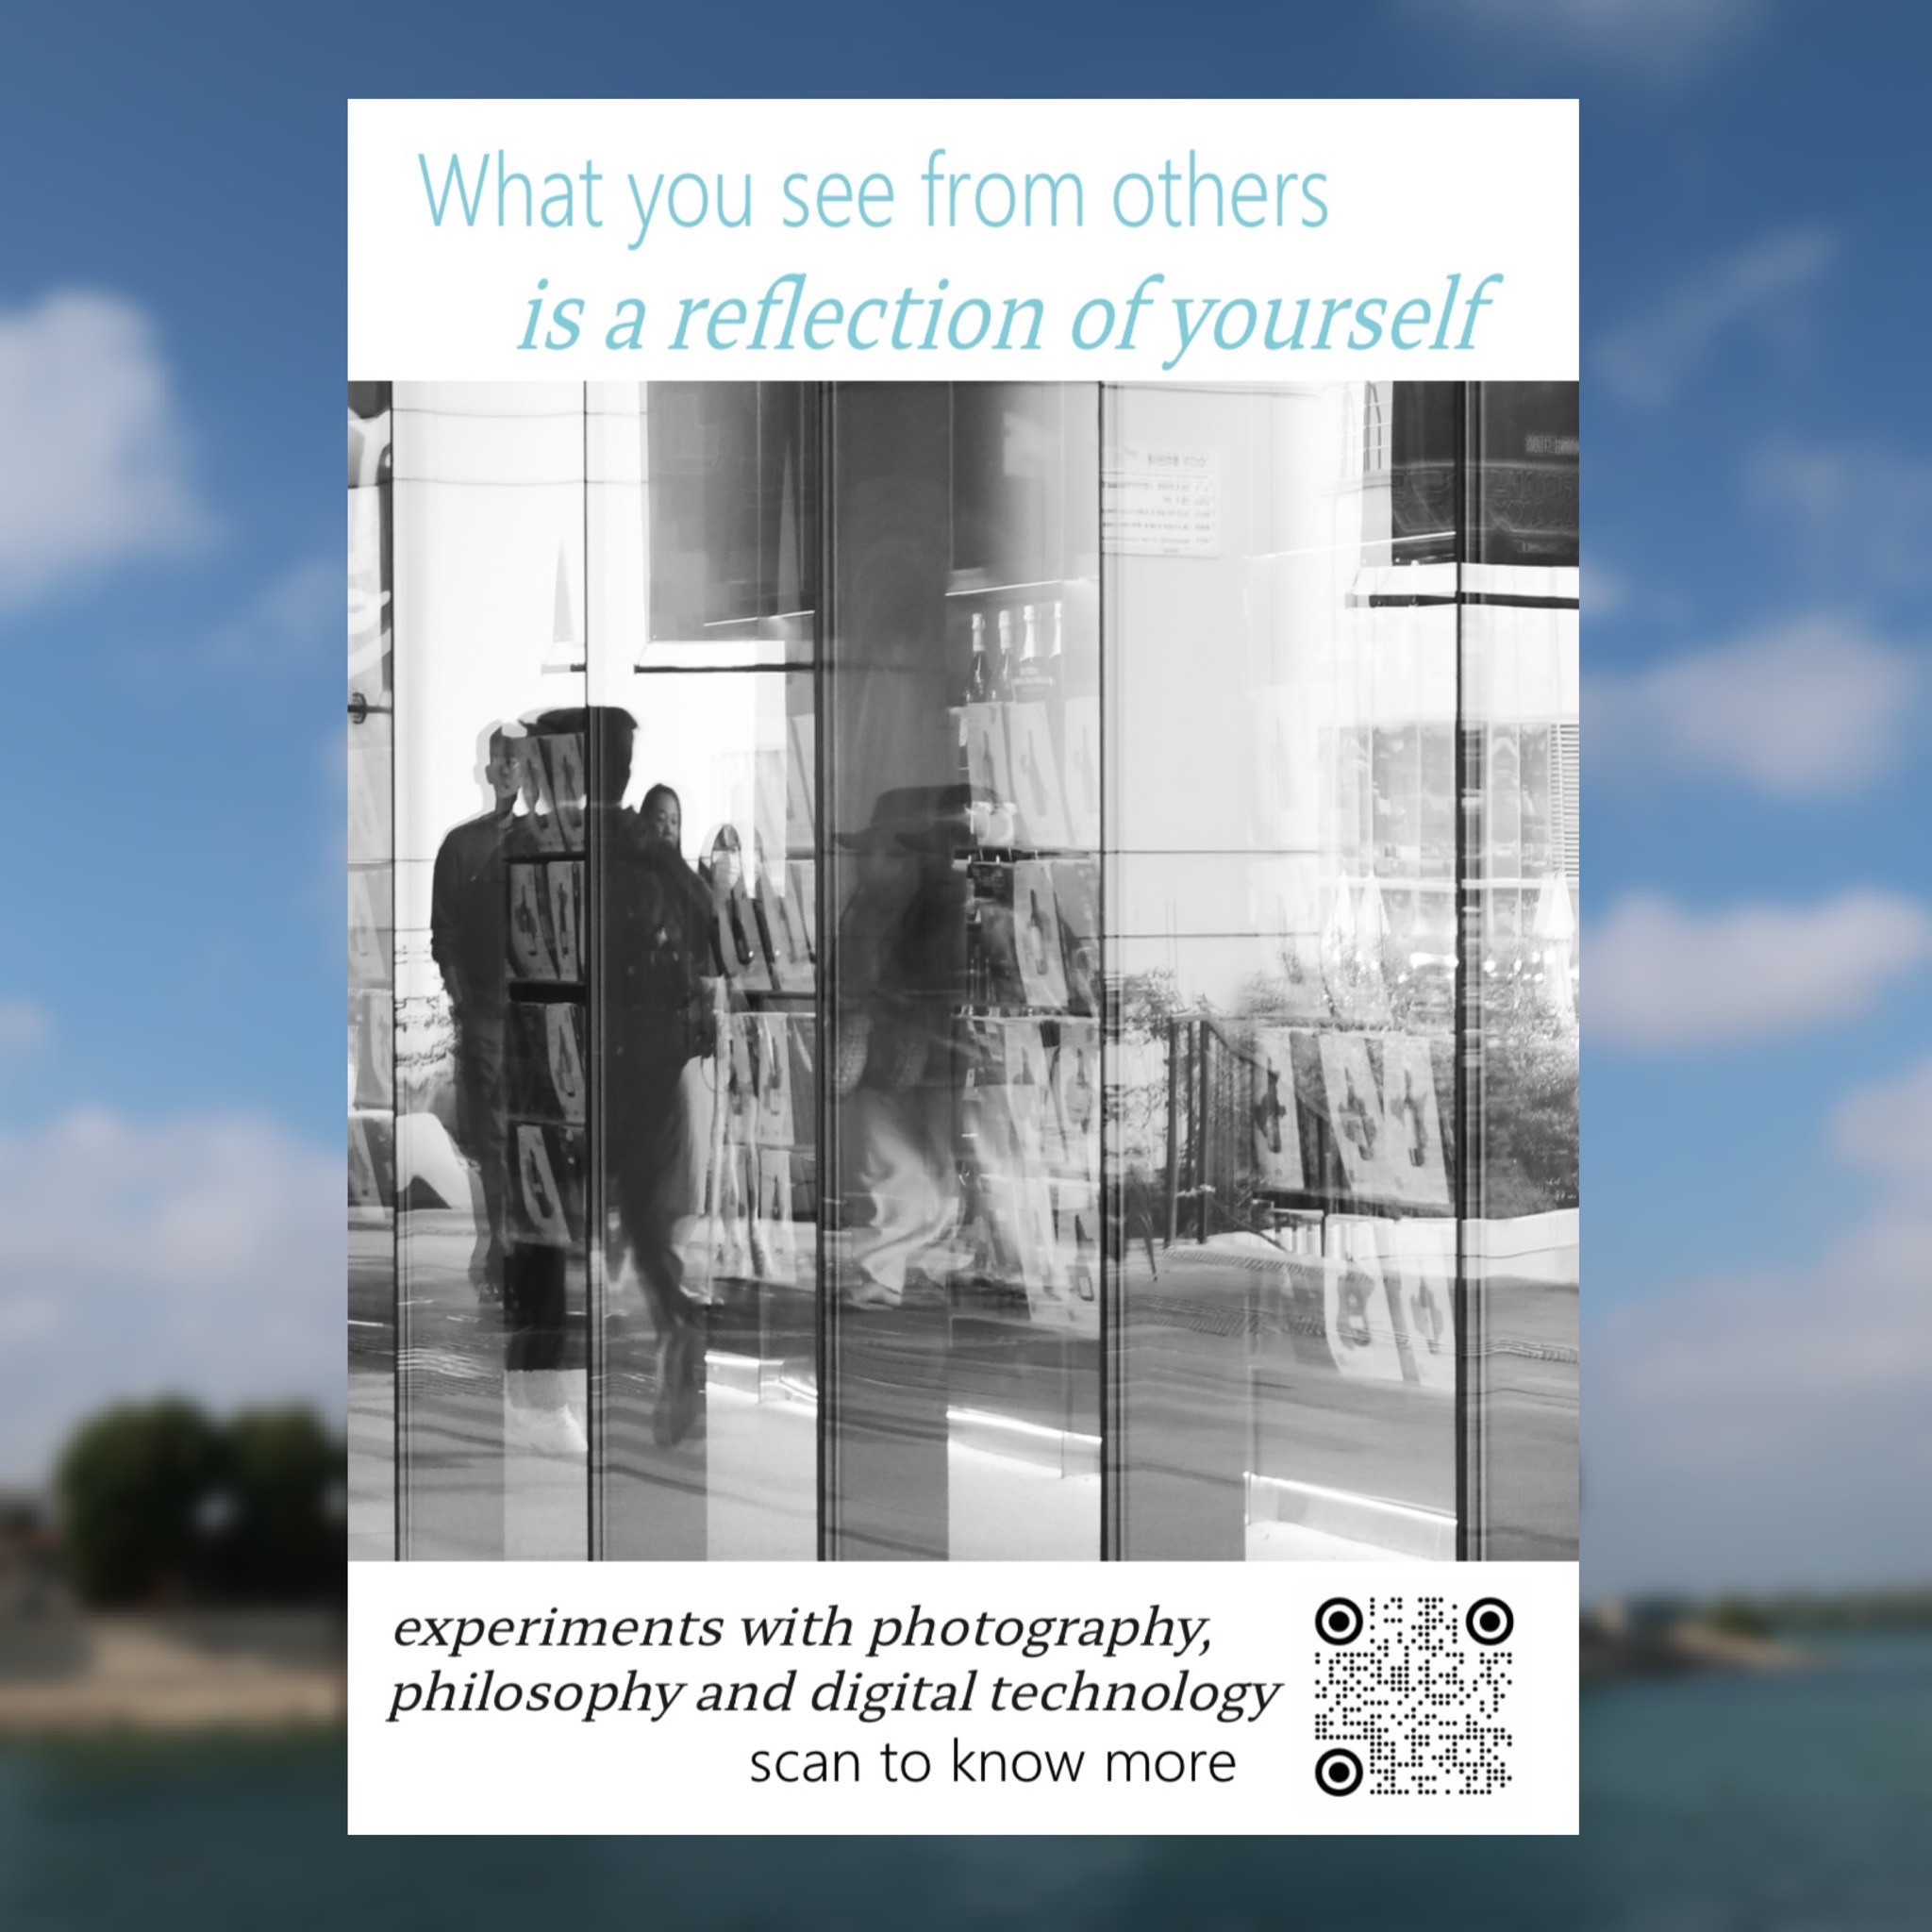 What you see from others
is a reflection of yourself
experiments with photography,
philosophy and digital technology
scan to know more